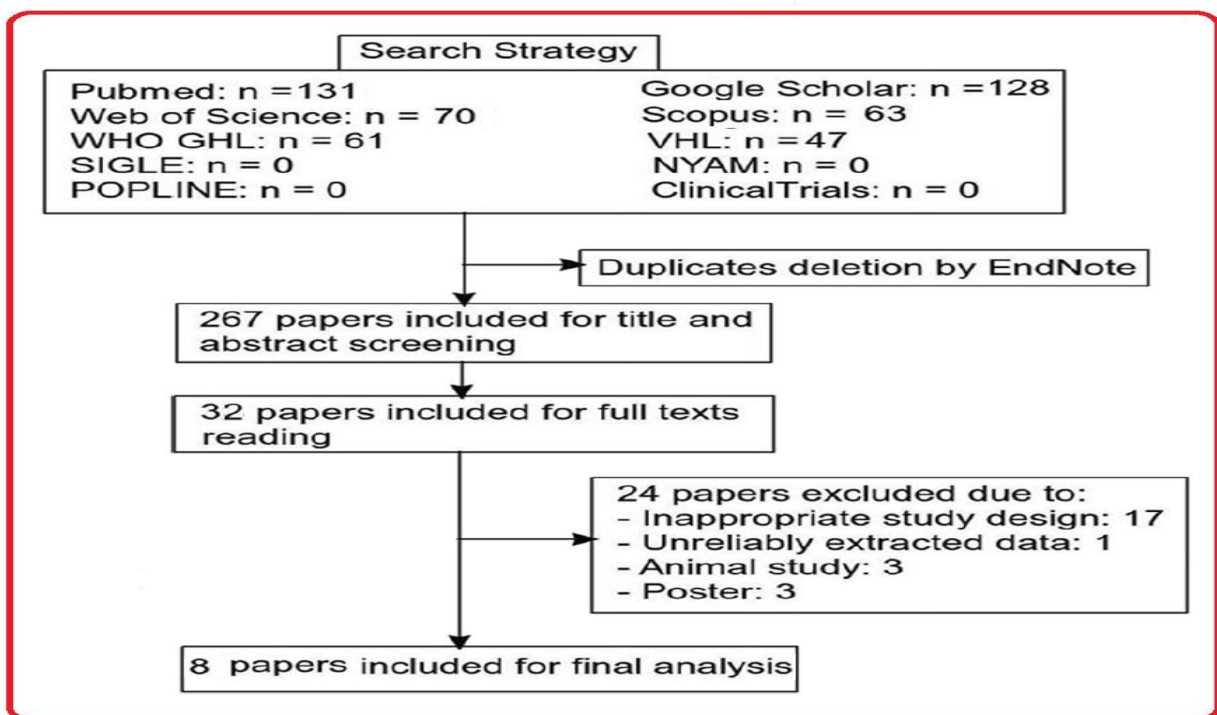 Search Strategy
Pubmed: n =131
Web of Science: n = 70
WHO GHL: n = 61
SIGLE: n = 0
POPLINE: n = 0
Google Scholar: n =128
Scopus: n = 63
VHL: n =47
NYAM: n = 0
ClinicalTrials: n = 0
Duplicates deletion by EndNote
267 papers included for title and
abstract screening
32 papers included for full texts
reading
24 papers excluded due to:
- Inappropriate study design: 17
- Unreliably extracted data: 1
- Animal study: 3
- Poster: 3
8 papers included for final analysis